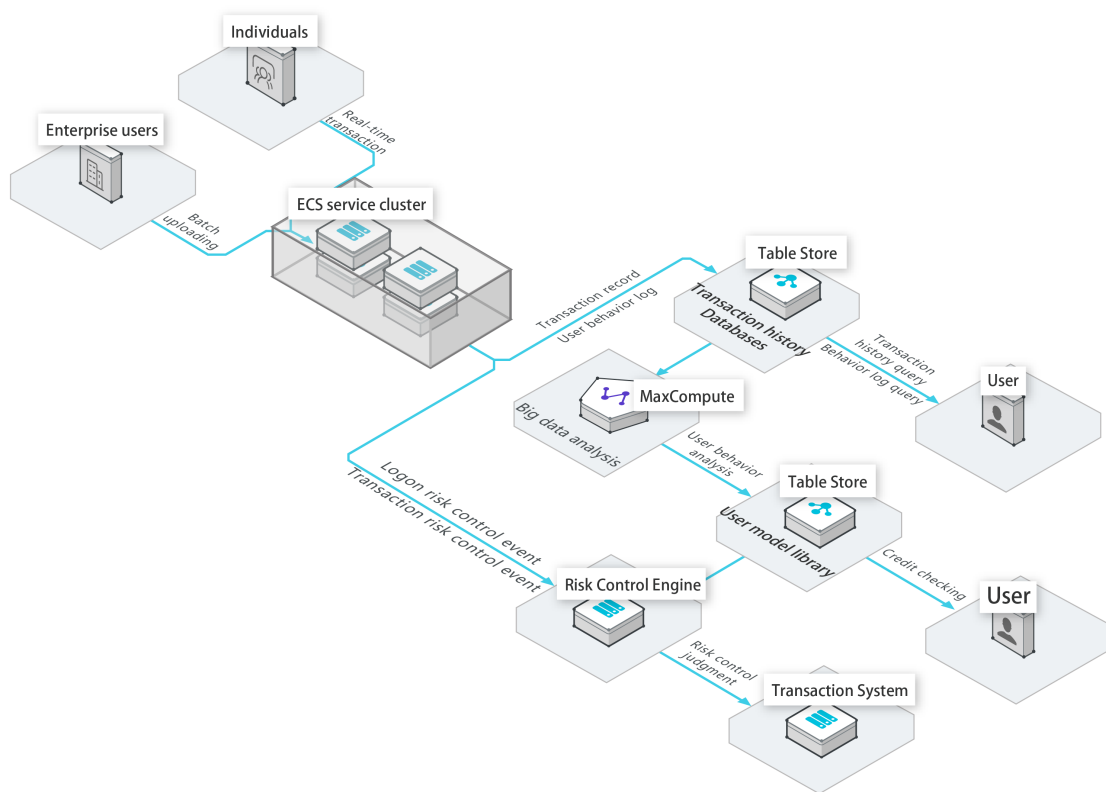 Individuals
Real-time
transaction
Enterprise users
Batch
uploading
ECS service cluster
Table Store
Transaction history
Databases
Transaction record
User behavior log
Transaction
history query
Behavior log query
User
MaxCompute
Big data analysis
User behavior
analysis
Table Store
User model library
Logon risk control event
Transaction risk control event
Credit checking
Risk Control Engine
User
Risk control
judgment
Transaction System